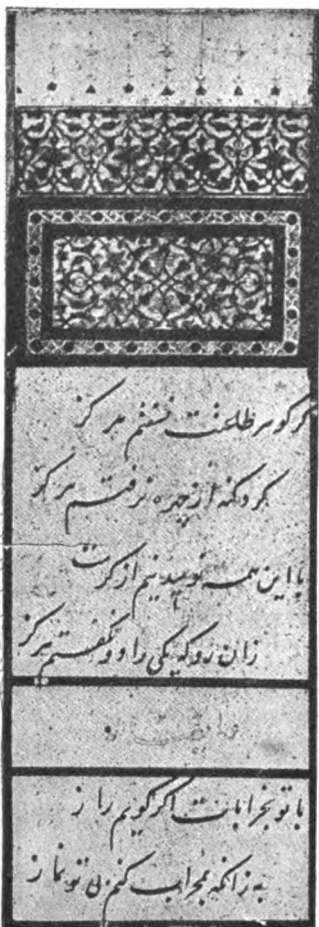 گر گوهر طاعتت نسفتم هرگز
گرد گنه از چهره نرفتم هرگز
با این همه نومید نیم از کرمت
زان رو که یکی را دو نگفتم هرگز
با تو بخرابات اگر گویم راز
به زانکه بمحراب کنم بی تو نماز